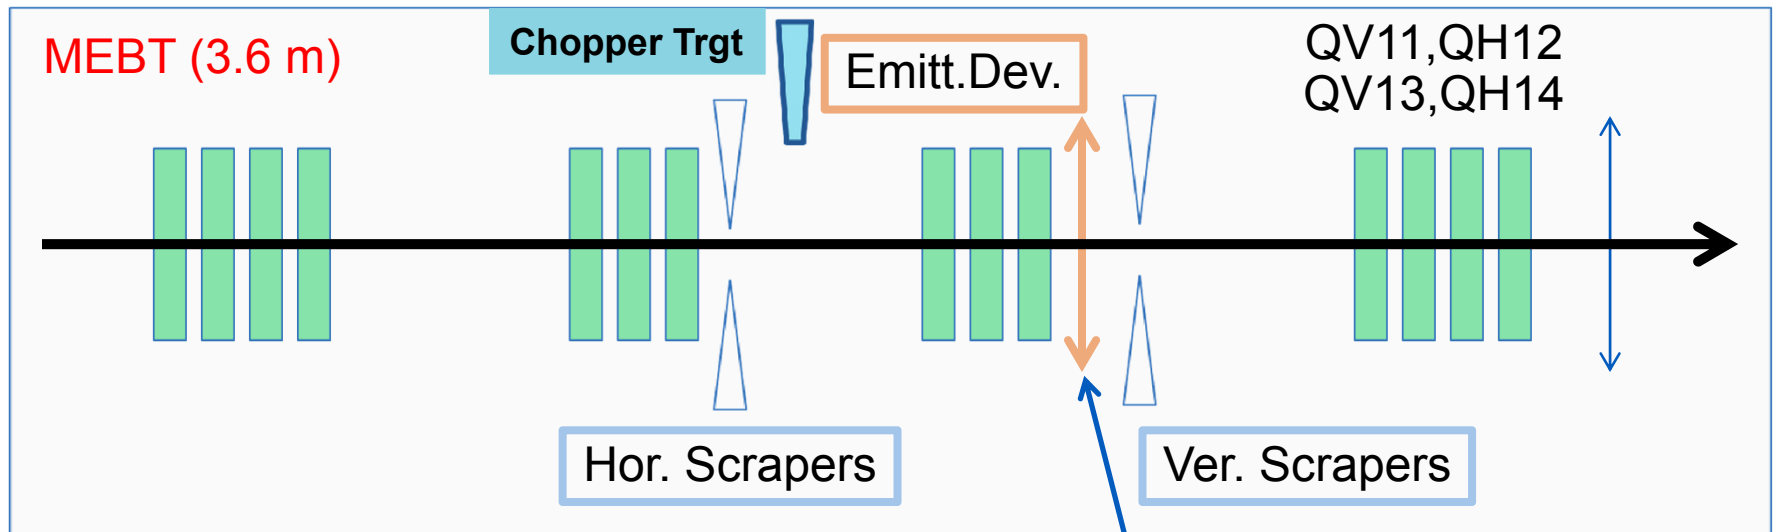 MEBT (3.6 m)
Chopper Trgt
Emitt.Dev.
QV11,QH12
QV13,QH14
Hor. Scrapers
Ver. Scrapers